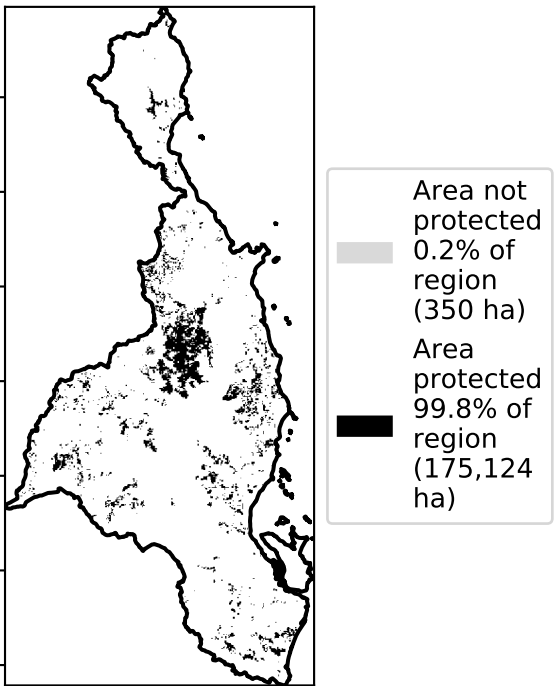 Area not
protected
0.2% of
region
(350 ha)
Area
protected
99.8% of
region
(175,124
ha)